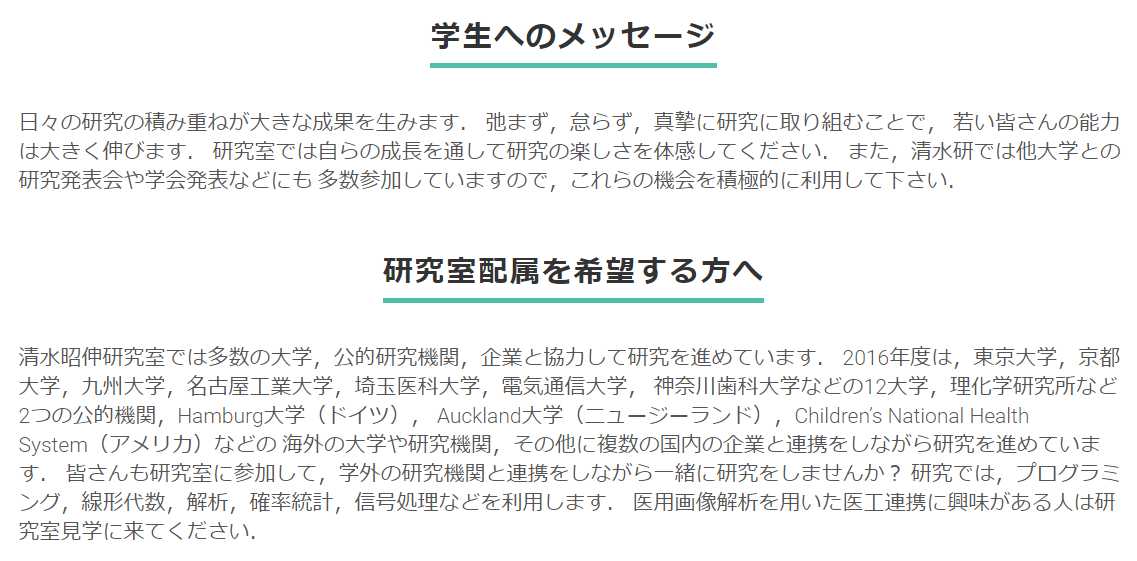 学生へのメッセージ
日々の研究の積み重ねが大きな成果を生みます． 弛まず，怠らず，真摯に研究に取り組むことで， 若い皆さんの能力
は大きく伸びます． 研究室では自らの成長を通して研究の楽しさを体感してください． また，清水研では他大学との
研究発表会や学会発表などにも 多数参加していますので，これらの機会を積極的に利用して下さい．
研究室配属を希望する方へ
清水昭伸研究室では多数の大学，公的研究機関，企業と協力して研究を進めています． 2016年度は，東京大学，京都
大学，九州大学，名古屋工業大学，埼玉医科大学，電気通信大学， 神奈川歯科大学などの12大学，理化学研究所など
2つの公的機関，Hamburg大学（ドイツ）， Auckland大学（ニュージーランド），Children’s National Health
System（アメリカ）などの 海外の大学や研究機関，その他に複数の国内の企業と連携をしながら研究を進めていま
す． 皆さんも研究室に参加して，学外の研究機関と連携をしながら一緒に研究をしませんか？ 研究では，プログラミ
ング，線形代数，解析，確率統計，信号処理などを利用します． 医用画像解析を用いた医工連携に興味がある人は研
究室見学に来てください．